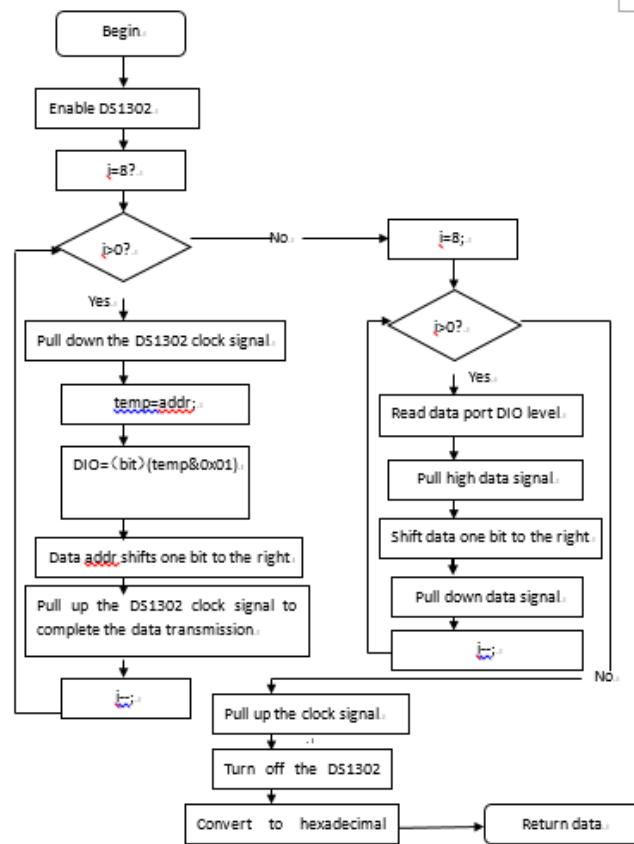 Begin
Enable DS1302
i=8?
i>0?
No
Yes
Pull down the DS1302 clock signal
temp=addr;
DIO=（bit）(temp&0x01)
Data addr shifts one bit to the right
Pull up the DS1302 clock signal to
complete the data transmission
i--;
i=8;
i>0?
Yes
Read data port DIO level
Pull high data signal
Shift data one bit to the right
Pull down data signal
i--;
No
Pull up the clock signal
Turn off the DS1302
Convert to hexadecimal
Return data